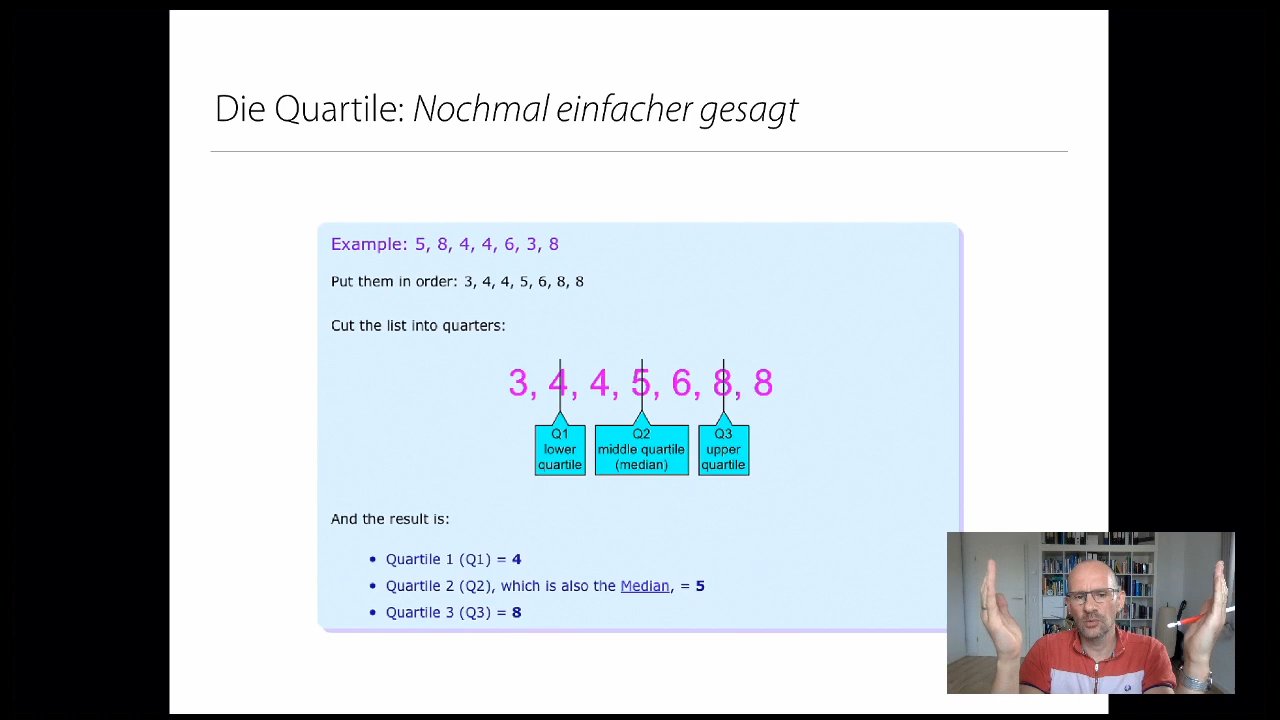 Die Quartile: Nochmal einfacher gesagt
Example: 5, 8, 4, 4, 6, 3, 8
Put them in order: 3, 4, 4, 5, 6, 8, 8
Cut the list into quarters:
3, 4, 4, 5, 6, 8, 8
Q1
lower
quartile
Q2
middle quartile
(median)
Q3
upper
quartile
And the result is:
• Quartile 1 (Q1) = 4
• Quartile 2 (Q2), which is also the Median, = 5
• Quartile 3 (Q3) = 8